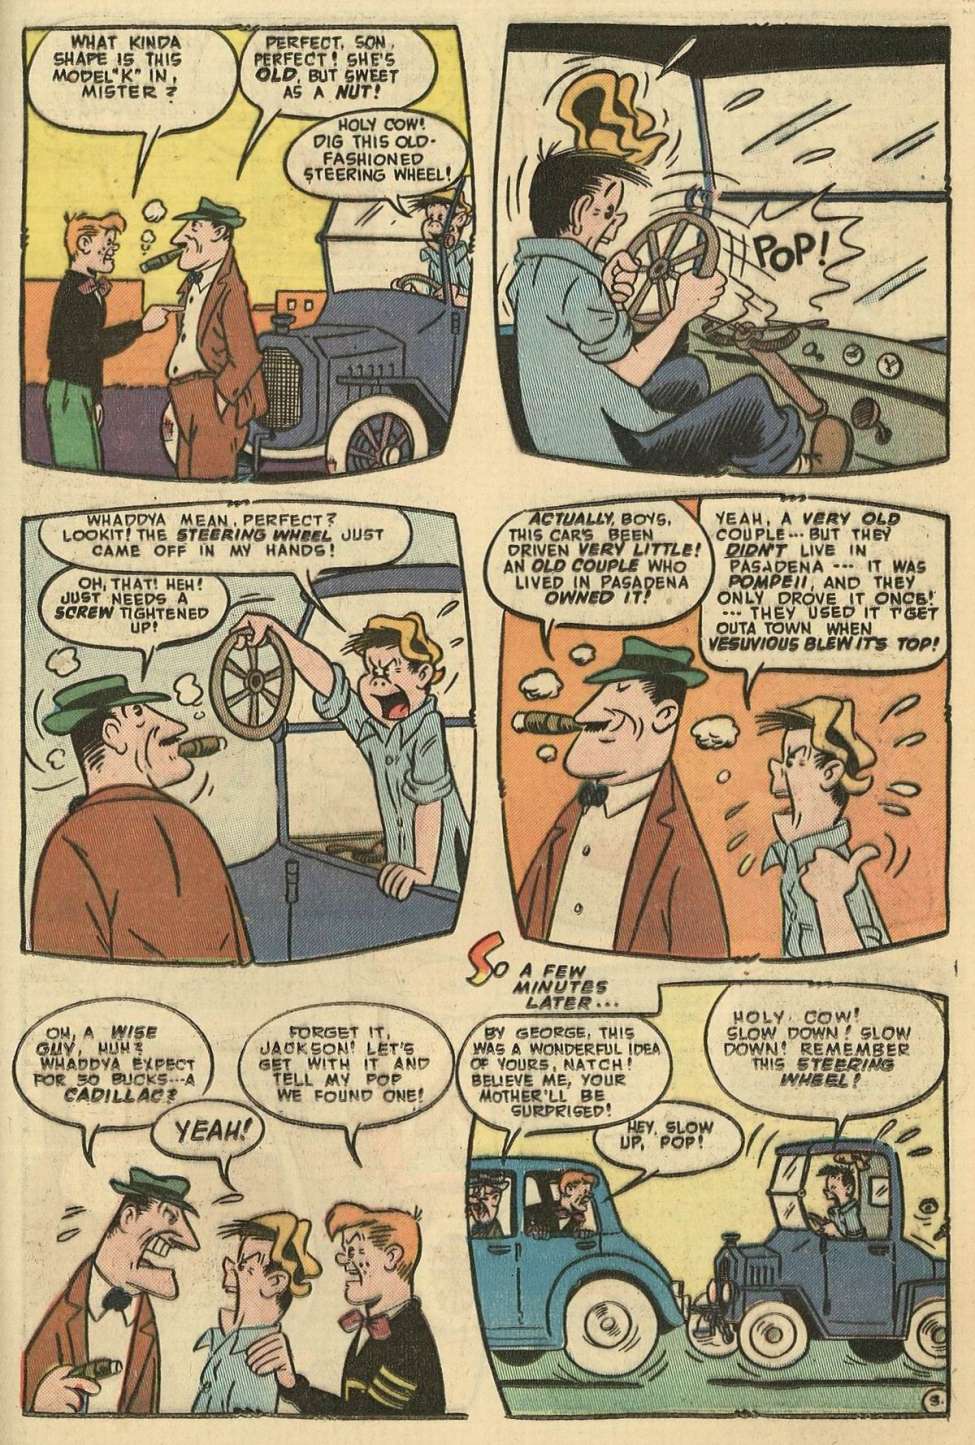 WHAT KINDA
SHAPE IS THIS
MODEL "K" IN,
MISTER?
PERFECT, SON,
PERFECT! SHE'S
OLD, BUT SWEET
AS A NUT!
HOLY COW!
DIG THIS OLD-
FASHIONED
STEERING WHEEL!
POP!
WHADDYA MEAN, PERFECT?
LOOKIT! THE STEERING WHEEL JUST
CAME OFF IN MY HANDS!
OH, THAT! HEH!
JUST NEEDS A
SCREW TIGHTENED
UP!
ACTUALLY, BOYS,
THIS CAR'S BEEN
DRIVEN VERY LITTLE!
AN OLD COUPLE WHO
LIVED IN PASADENA
OWNED IT!
YEAH, A VERY OLD
COUPLE--- BUT THEY
DIDN'T LIVE IN
PASADENA --- IT WAS
POMPEII, AND THEY
ONLY DROVE IT ONCE!
--- THEY USED IT T'GET
OUTA TOWN WHEN
VESUVIOUS BLEW ITS TOP!
OH, A WISE
GUY, HUH?
WHADDYA EXPECT
FOR 30 BUCKS---A
CADILLAC?
YEAH!
FORGET IT,
JACKSON! LET'S
GET WITH IT AND
TELL MY POP
WE FOUND ONE!
SO A FEW
MINUTES
LATER...
BY GEORGE, THIS
WAS A WONDERFUL IDEA
OF YOURS, NATCH!
BELIEVE ME, YOUR
MOTHER'LL BE
SURPRISED!
HEY, SLOW
UP, POP!
HOLY COW!
SLOW DOWN! SLOW
DOWN! REMEMBER
THIS STEERING
WHEEL!
3.